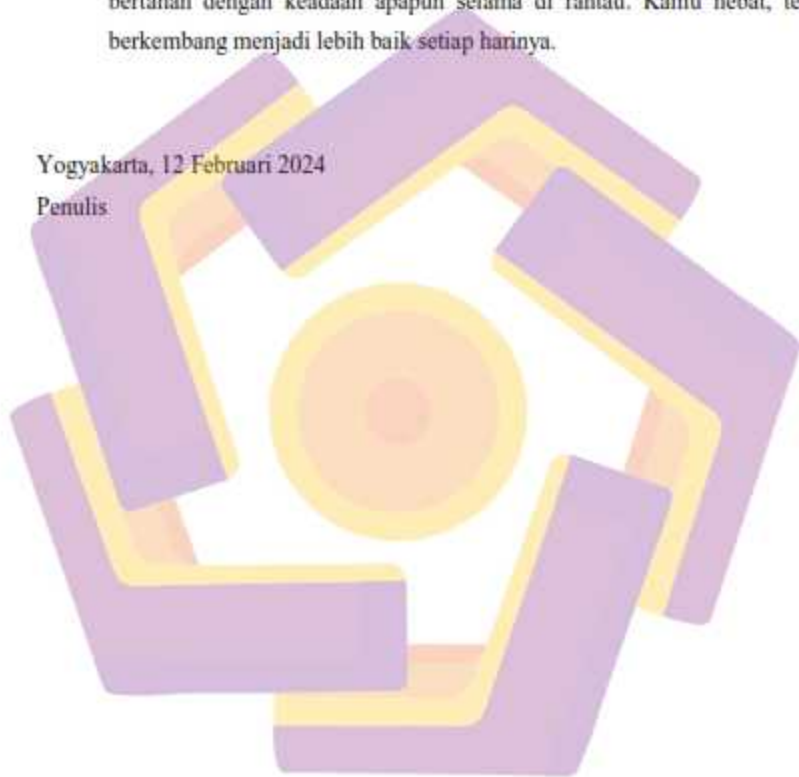 bertahan dengan keadaan apapun selama di rantau. Kamu hebat,
berkembang menjadi lebih baik setiap harinya.
Yogyakarta, 12 Februari 2024
Penulis